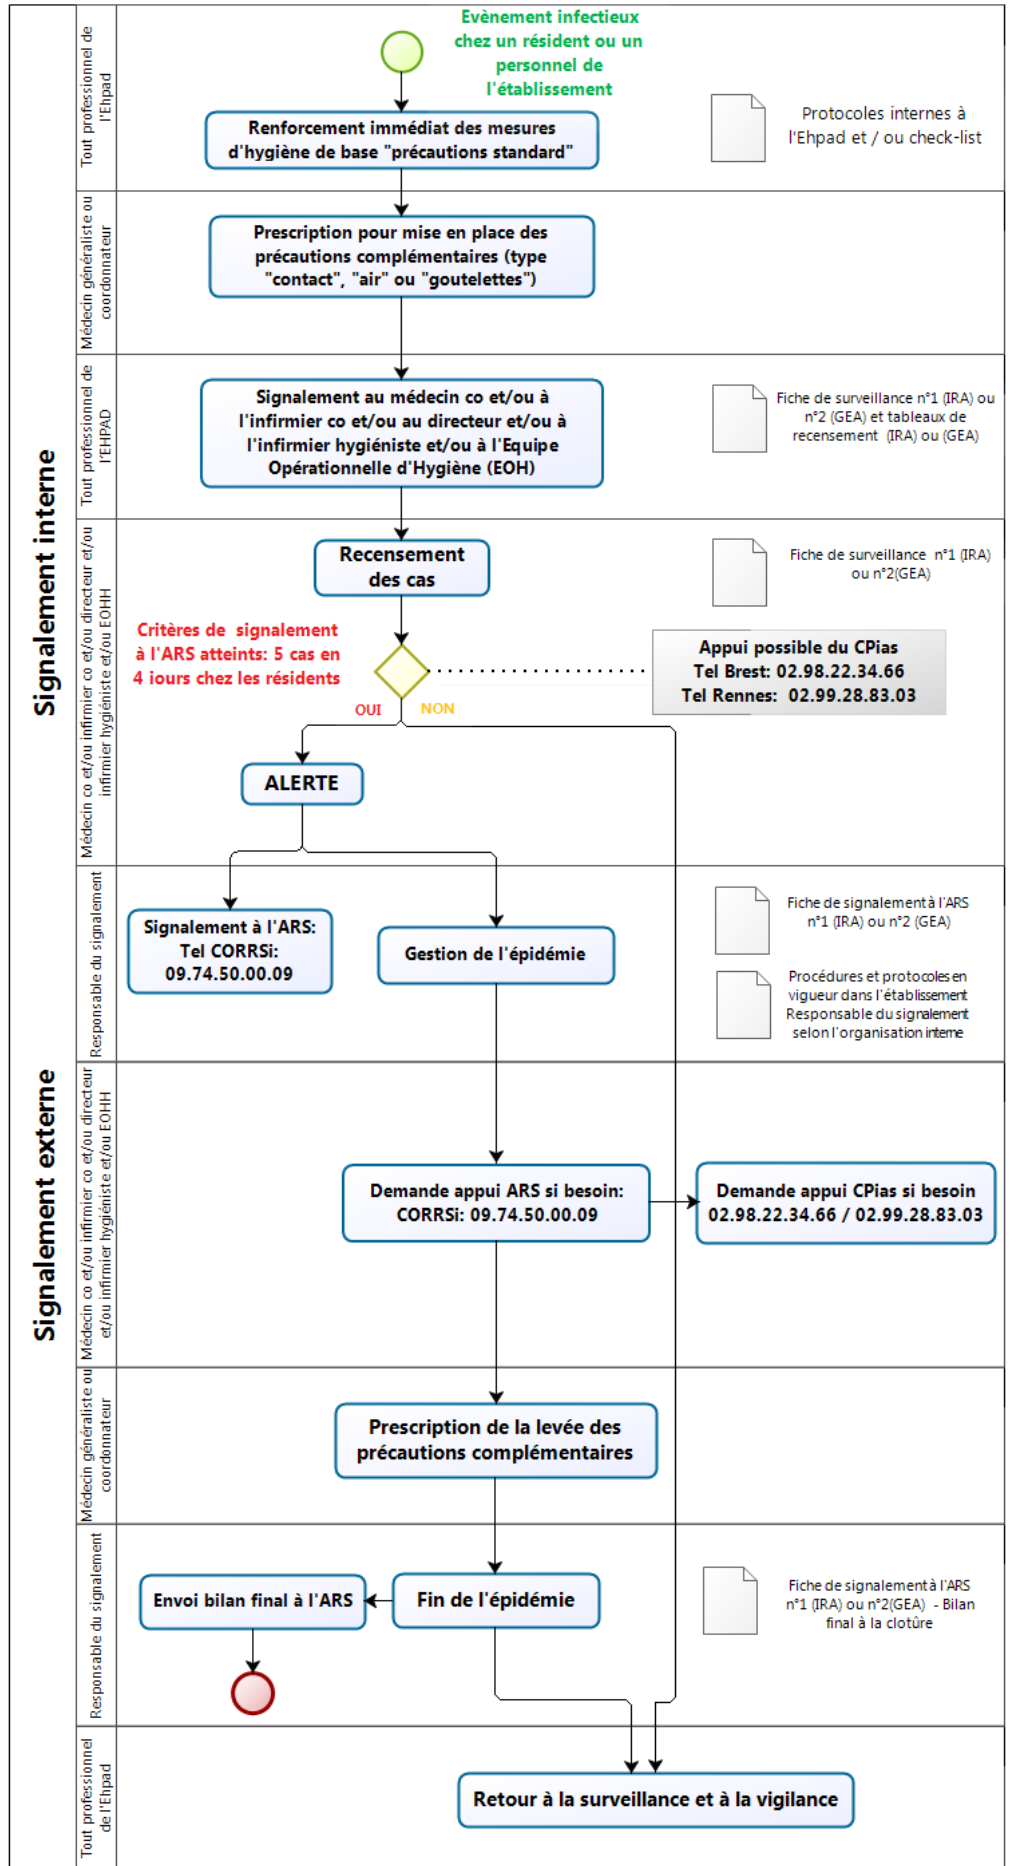 Signalement interne
Signalement externe
Tout professionnel de
l'Ehpad
Evènement infectieux
chez un résident ou un
personnel de
l'établissement
Renforcement immédiat des mesures
d'hygiène de base "précautions standard"
Protocoles internes à
l'Ehpad et / ou check-list
Médecin généraliste ou
coordonnateur
Prescription pour mise en place des
précautions complémentaires (type
"contact", "air" ou "goutelettes")
Tout professionnel de
l'EHPAD
Signalement au médecin co et/ou à
l'infirmier co et/ou au directeur et/ou à
l'infirmier hygiéniste et/ou à l'Equipe
Opérationnelle d'Hygiène (EOH)
Fiche de surveillance n°1 (IRA) ou
n°2 (GEA) et tableaux de
recensement (IRA) ou (GEA)
Médecin co et/ou infirmier co et/ou directeur et/ou
infirmier hygiéniste et/ou EOHH
Recensement
des cas
Fiche de surveillance n°1 (IRA)
ou n°2(GEA)
Critères de signalement
à l'ARS atteints: 5 cas en
4 iours chez les résidents
Appui possible du CPias
Tel Brest: 02.98.22.34.66
Tel Rennes: 02.99.28.83.03
OUI
NON
ALERTE
Responsable du signalement
Signalement à l'ARS:
Tel CORRSi:
09.74.50.00.09
Gestion de l'épidémie
Fiche de signalement à l'ARS
n°1 (IRA) ou n°2 (GEA)
Procédures et protocoles en
vigueur dans l'établissement
Responsable du signalement
selon l'organisation interne
Médecin co et/ou infirmier co et/ou directeur
et/ou infirmier hygiéniste et/ou EOHH
Demande appui ARS si besoin:
CORRSi: 09.74.50.00.09
Demande appui CPias si besoin
02.98.22.34.66 / 02.99.28.83.03
Médecin généraliste ou
coordonnateur
Prescription de la levée des
précautions complémentaires
Responsable du signalement
Envoi bilan final à l'ARS
Fin de l'épidémie
Fiche de signalement à l'ARS
n°1 (IRA) ou n°2(GEA) - Bilan
final à la clotûre
Tout professionnel
de l'Ehpad
Retour à la surveillance et à la vigilance